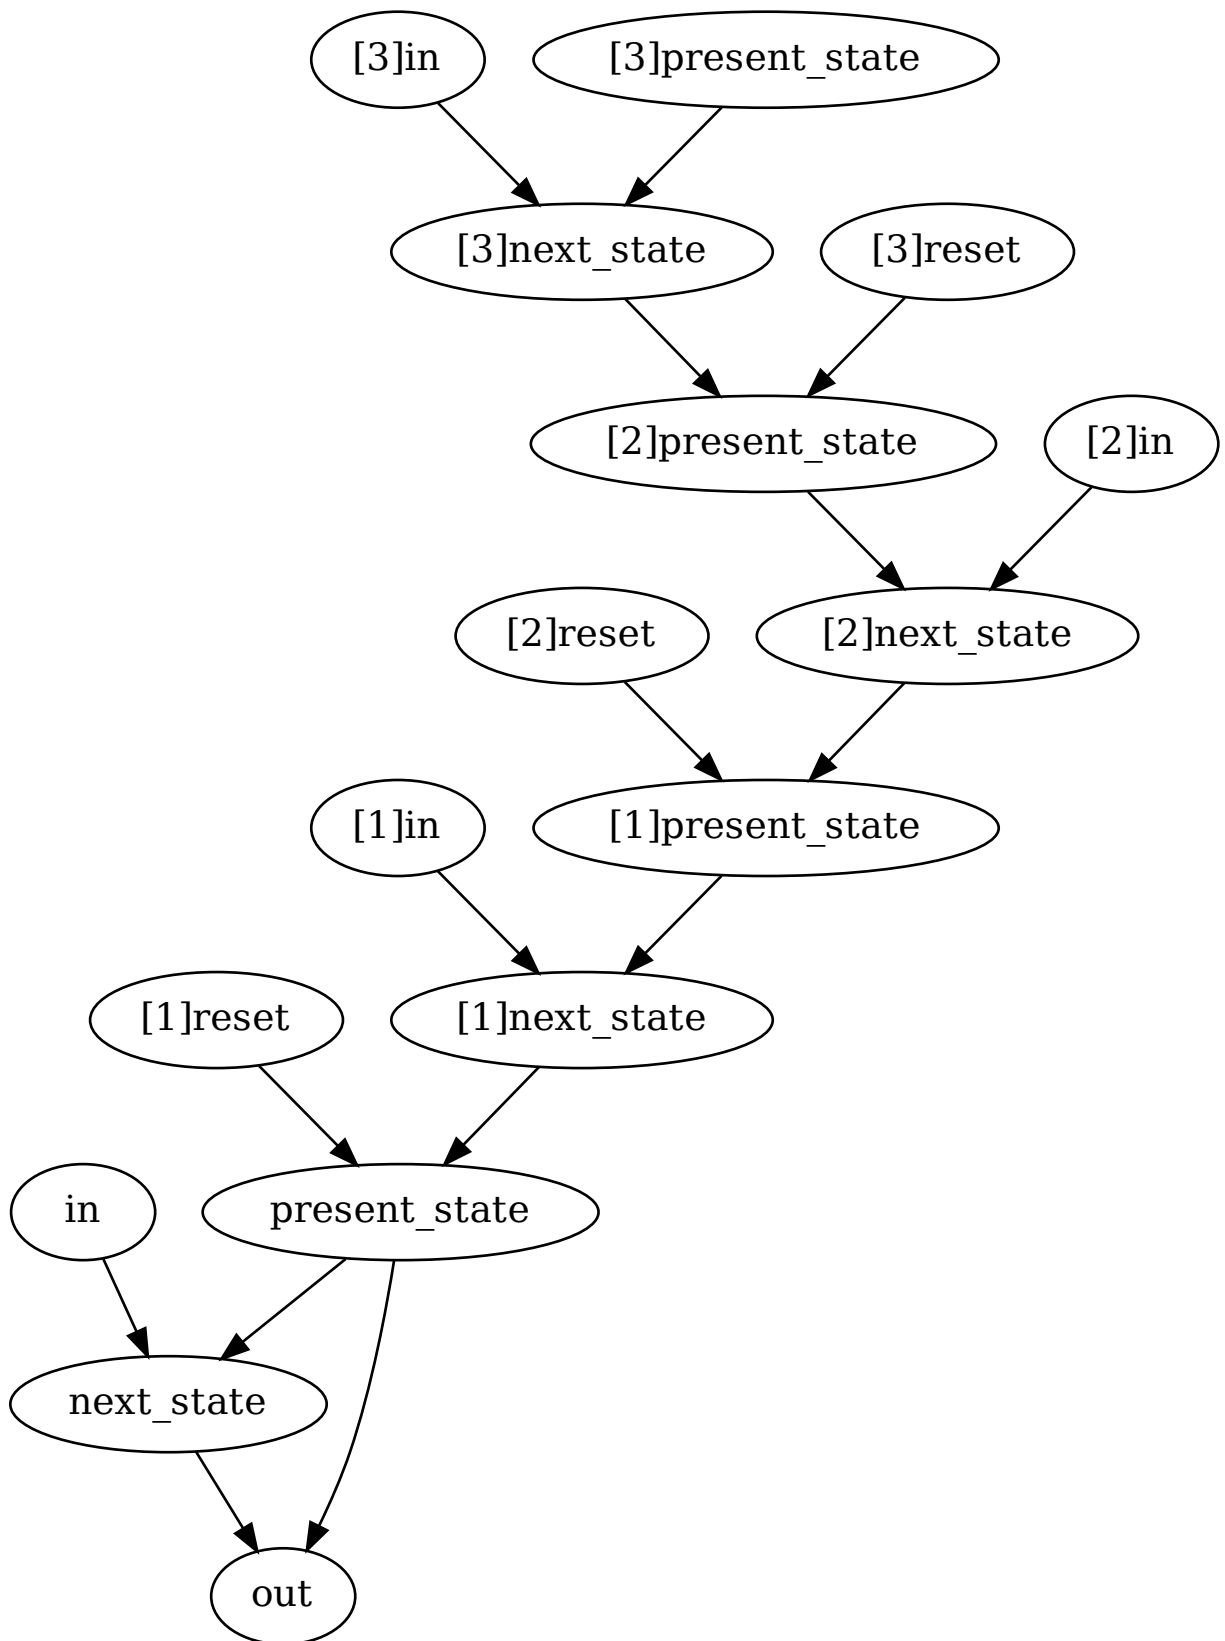 [3]in
[3]present_state
[3]next_state
[3]reset
[2]present_state
[2]in
[2]reset
[2]next_state
[1]in
[1]present_state
[1]reset
[1]next_state
in
present_state
next_state
out